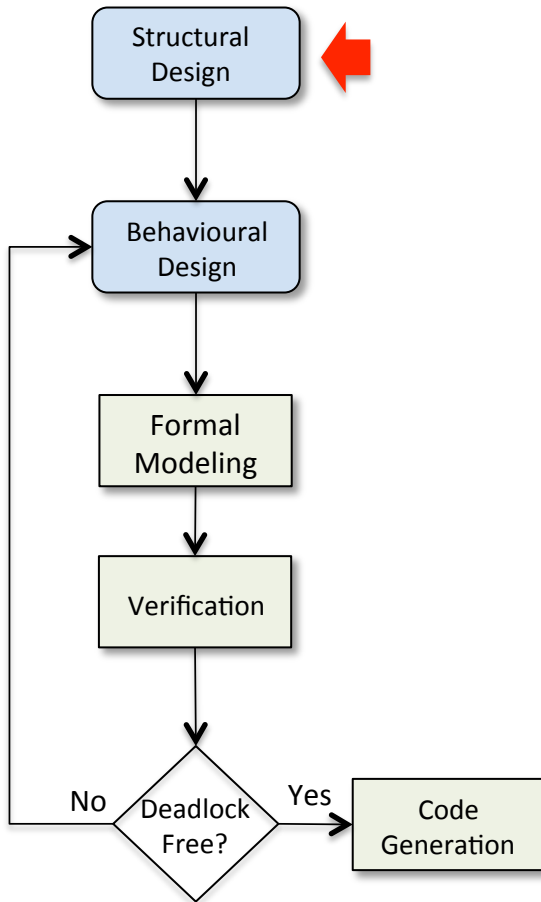 Structural
Design
Behavioural
Design
Formal
Modeling
Verification
No
Deadlock
Free?
Yes
Code
Generation